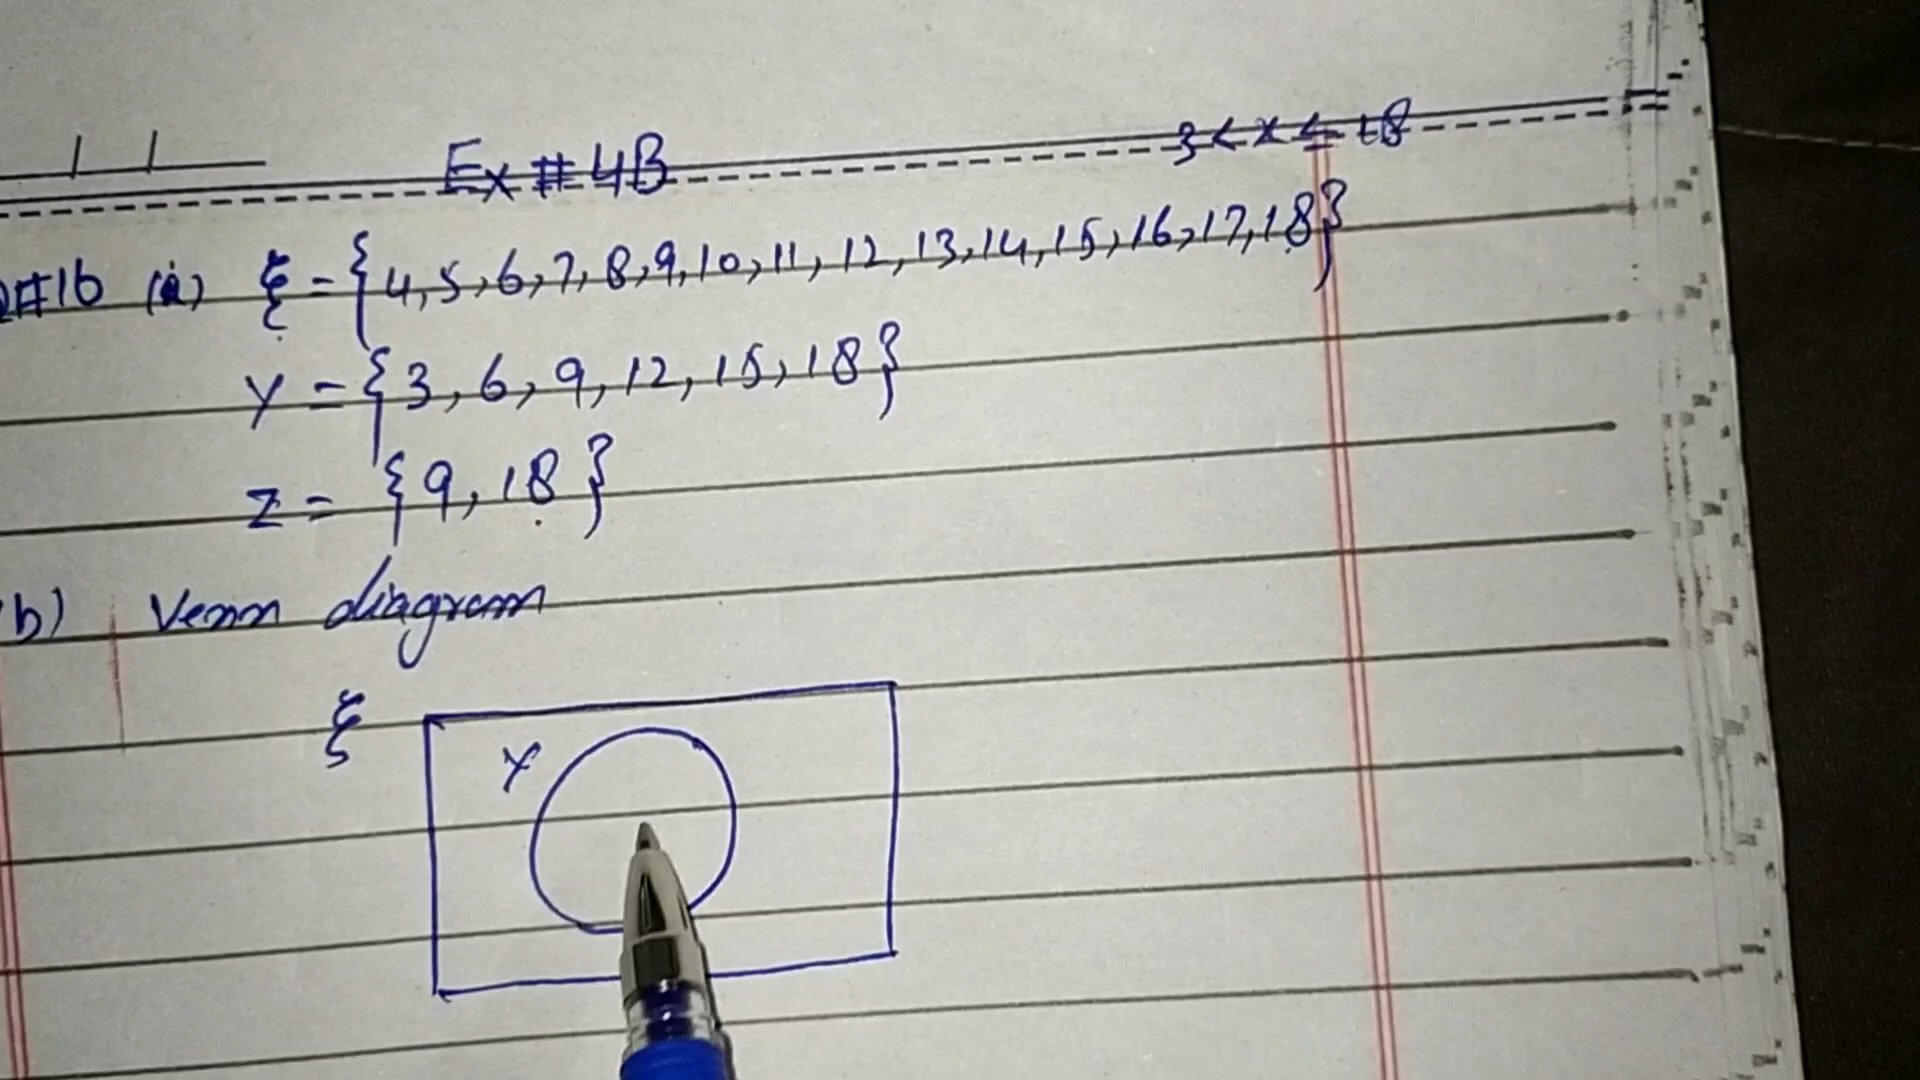 Ex # 4B
3 < x ≤ 18
Q#16 (a) ξ = {4,5,6,7,8,9,10,11,12,13,14,15,16,17,18}
Y = {3,6,9,12,15,18}
Z = {9,18}
b) Venn diagram
ξ
Y